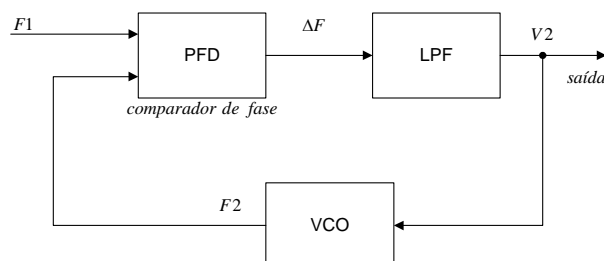 F1
PFD
ΔF
LPF
V2
saída
comparador de fase
F2
VCO